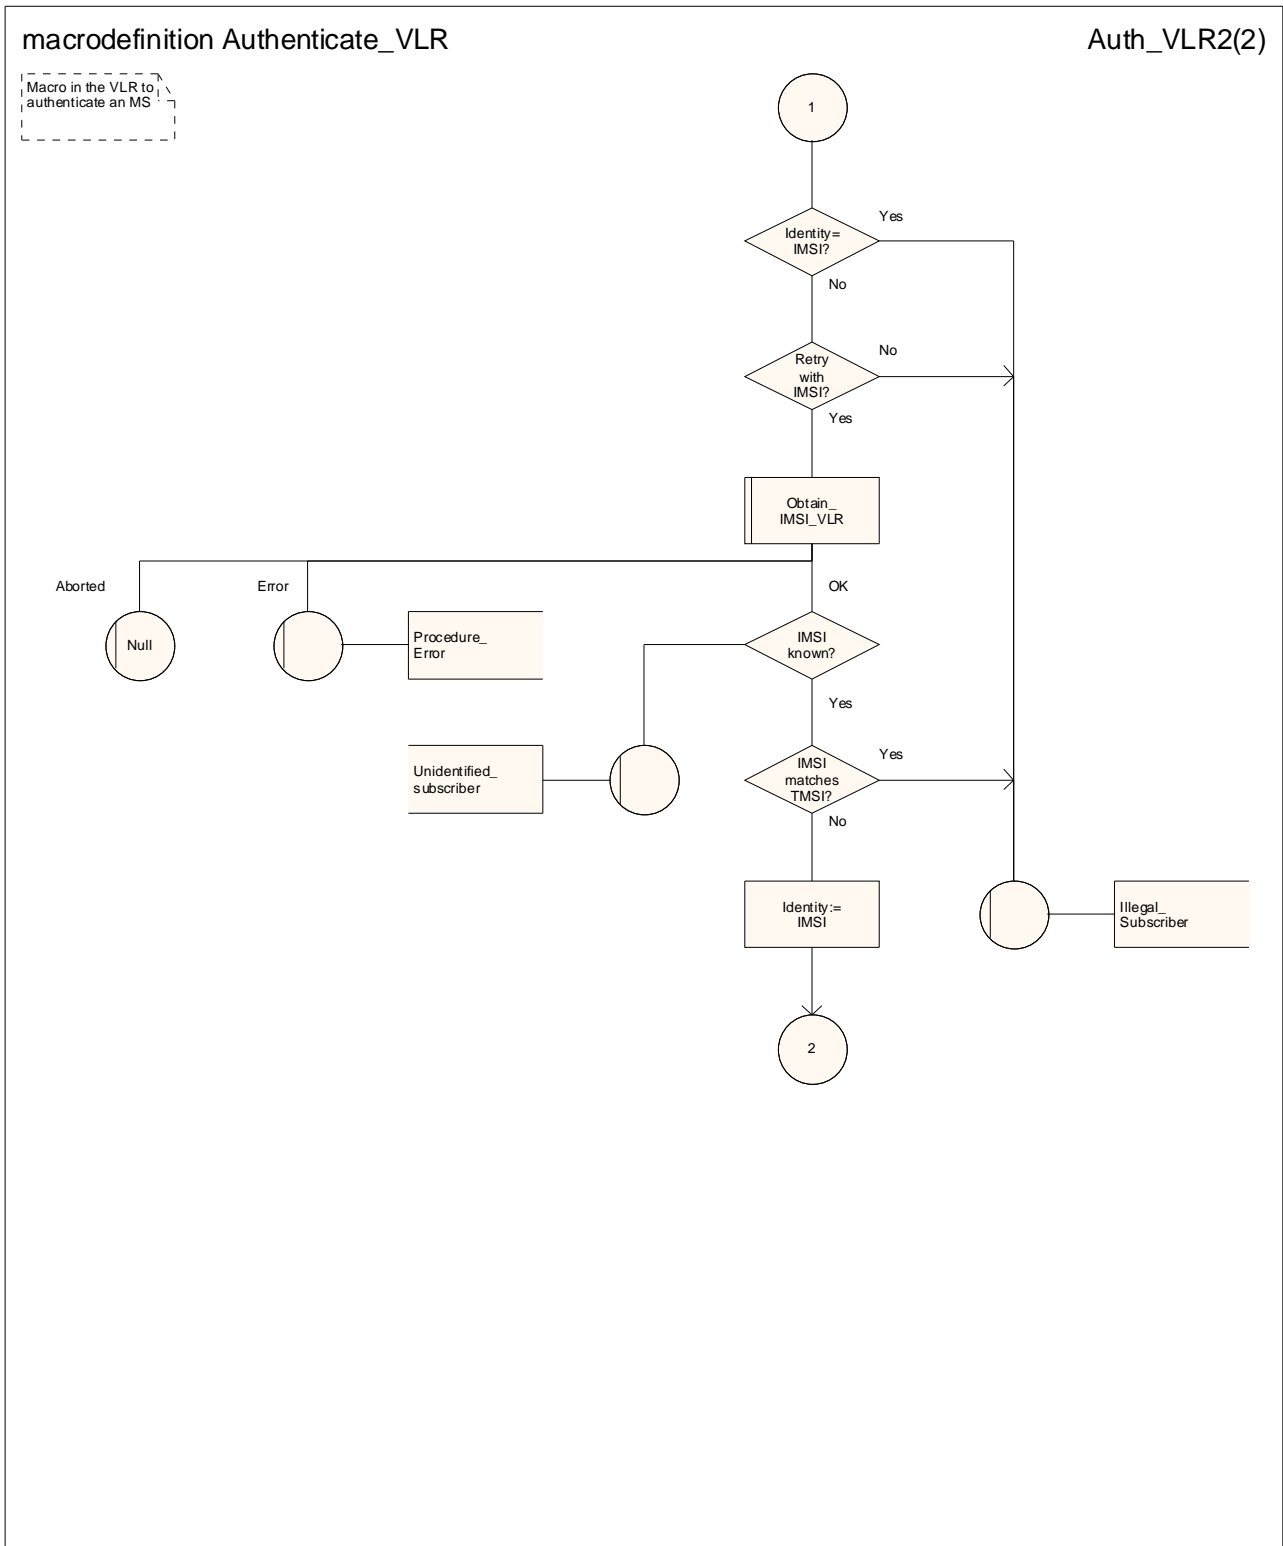 macrodefinition Authenticate_VLR
Auth_VLR2(2)
Macro in the VLR to
authenticate an MS
1
Yes
Identity=
IMSI?
No
No
Retry
with
IMSI?
Yes
Obtain_
IMSI_VLR
Aborted
Error
OK
Null
Procedure_
Error
IMSI
known?
Yes
Unidentified_
subscriber
Yes
IMSI
matches
TMSI?
No
Identity:=
IMSI
Illegal_
Subscriber
2